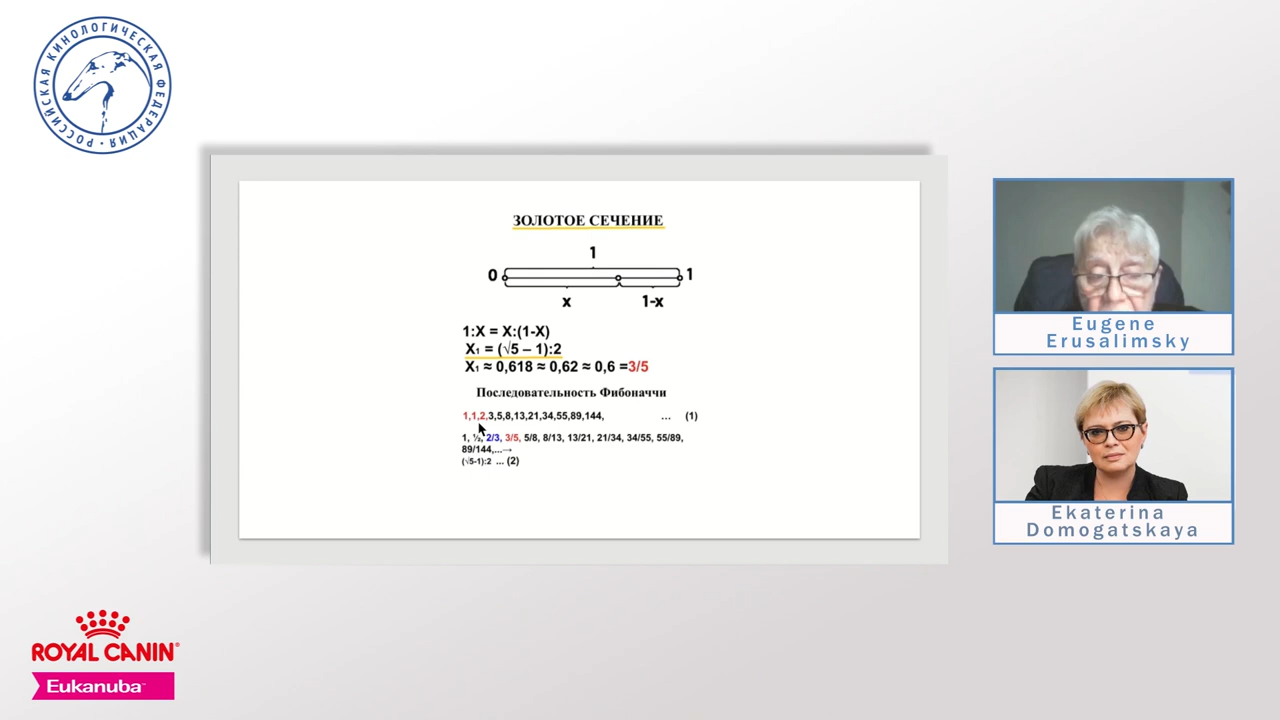 РОССИЙСКАЯ КИНОЛОГИЧЕСКАЯ ФЕДЕРАЦИЯ
ЗОЛОТОЕ СЕЧЕНИЕ
1
0 1
x 1-x
1:X = X:(1-X)
X₁ = (√5 – 1):2
X₁ ≈ 0,618 ≈ 0,62 ≈ 0,6 =3/5
Последовательность Фибоначчи
1,1,2,3,5,8,13,21,34,55,89,144, ... (1)
1, ½, 2/3, 3/5, 5/8, 8/13, 13/21, 21/34, 34/55, 55/89,
89/144,...→
(√5-1):2 ... (2)
Eugene
Erusalimsky
Ekaterina
Domogatskaya
ROYAL CANIN®
Eukanuba™